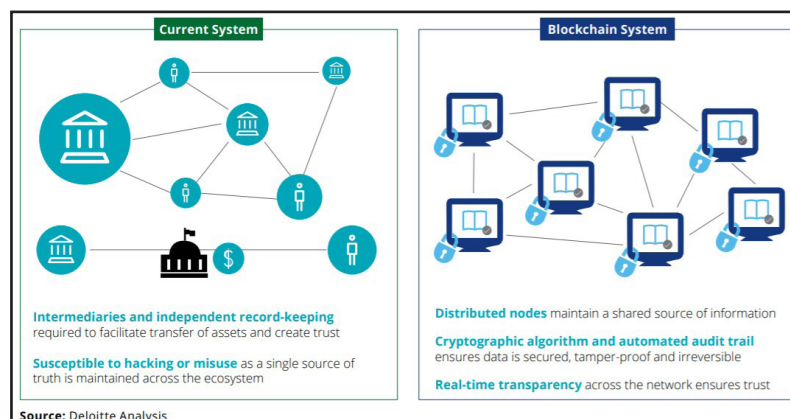 Current System
Intermediaries and independent record-keeping
required to facilitate transfer of assets and create trust
Susceptible to hacking or misuse as a single source of
truth is maintained across the ecosystem
$
Blockchain System
Distributed nodes maintain a shared source of information
Cryptographic algorithm and automated audit trail
ensures data is secured, tamper-proof and irreversible
Real-time transparency across the network ensures trust
Source: Deloitte Analysis